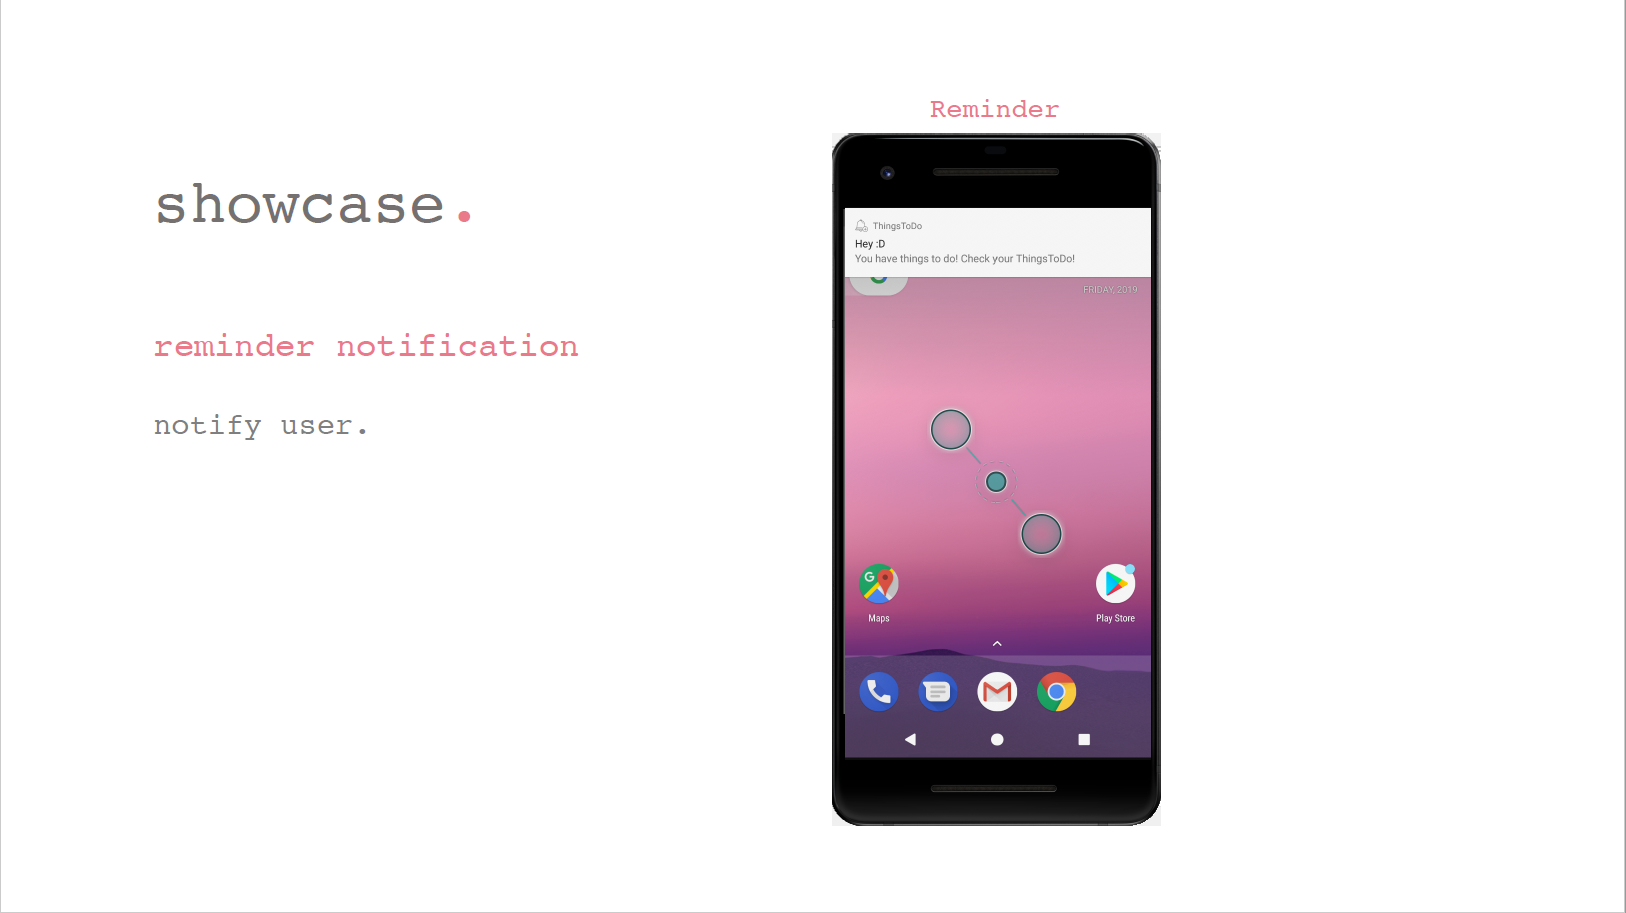 showcase.
reminder notification
notify user.
Reminder
ThingsToDo
Hey :D
You have things to do! Check your ThingsToDo!
FRIDAY, 2019
G
Maps
Play Store